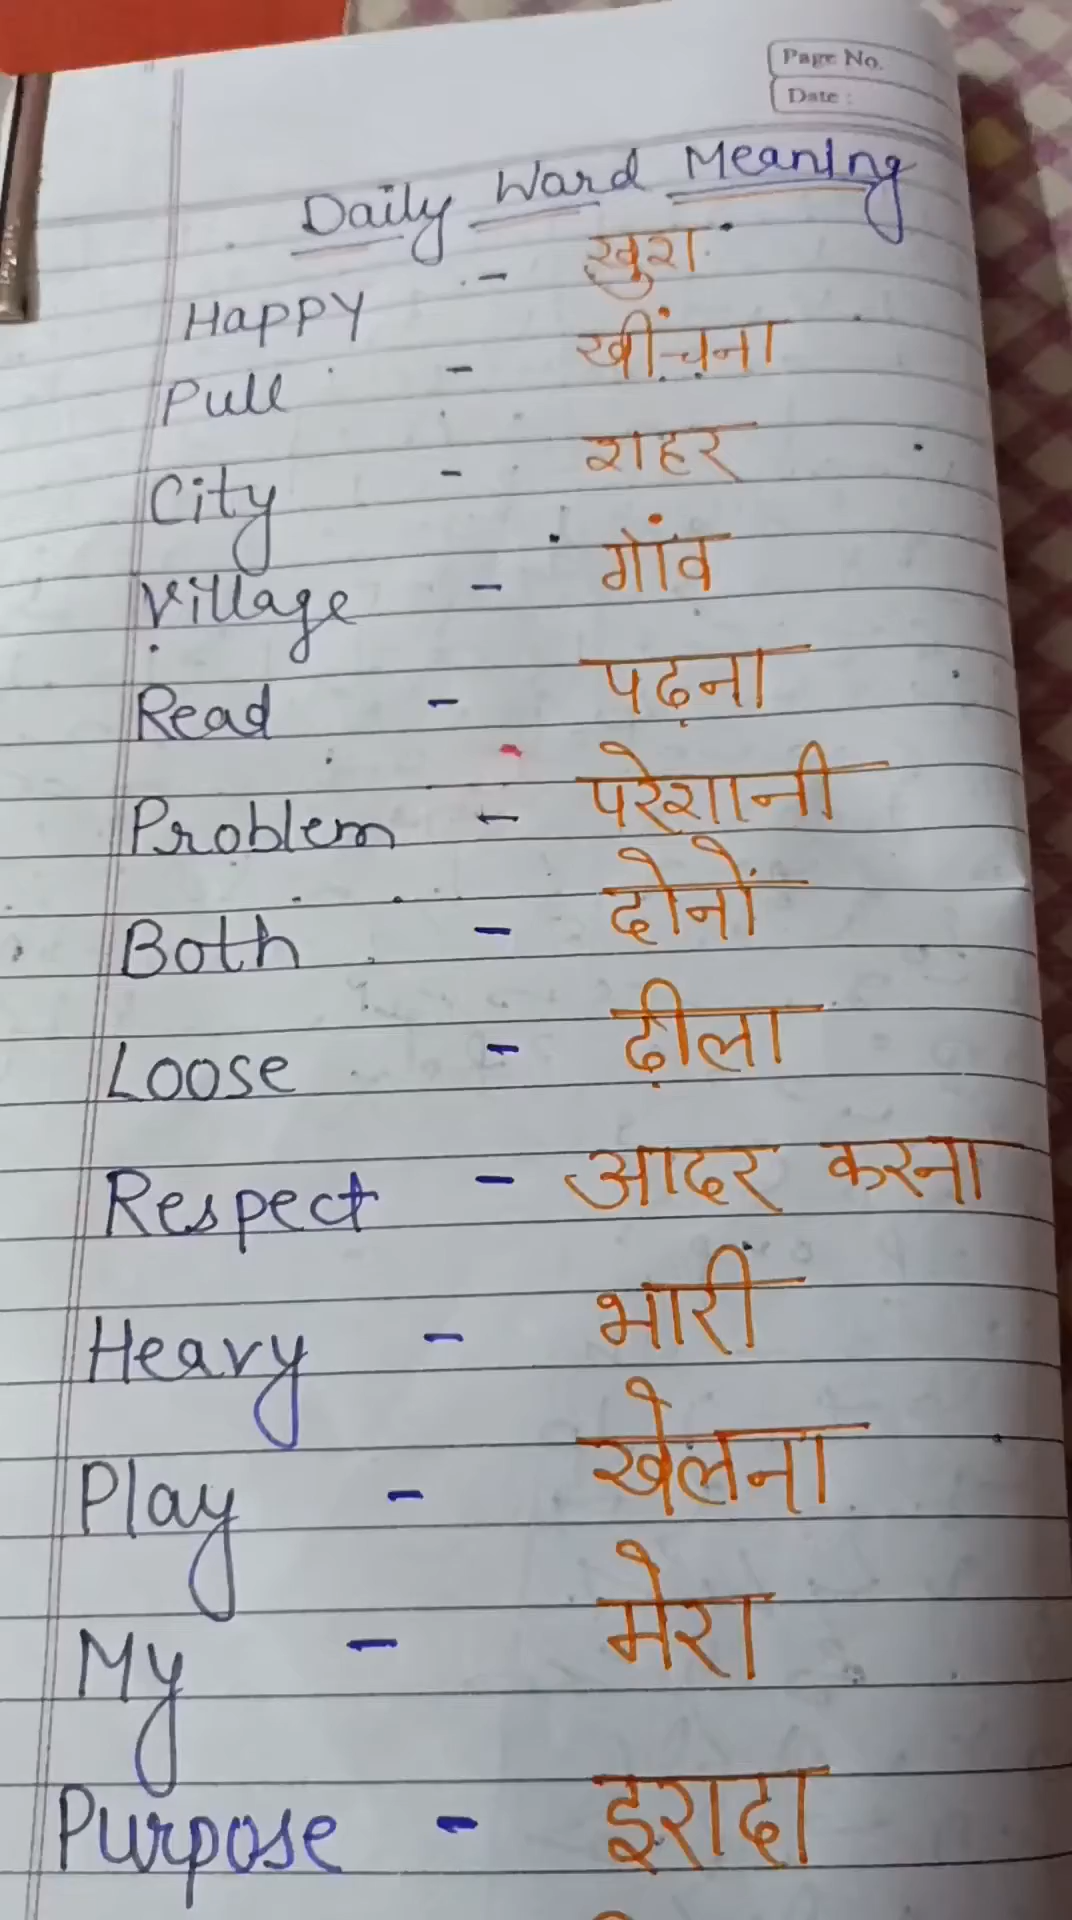 Page No.
Date :
Daily Ward Meaning
Happy - खुश
Pull - खींचना
City - शहर
Village - गांव
Read - पढ़ना
Problem - परेशानी
Both - दोनों
Loose - ढ़ीला
Respect - आदर करना
Heavy - भारीं
Play - खेलना
My - मेरा
Purpose - इरादा